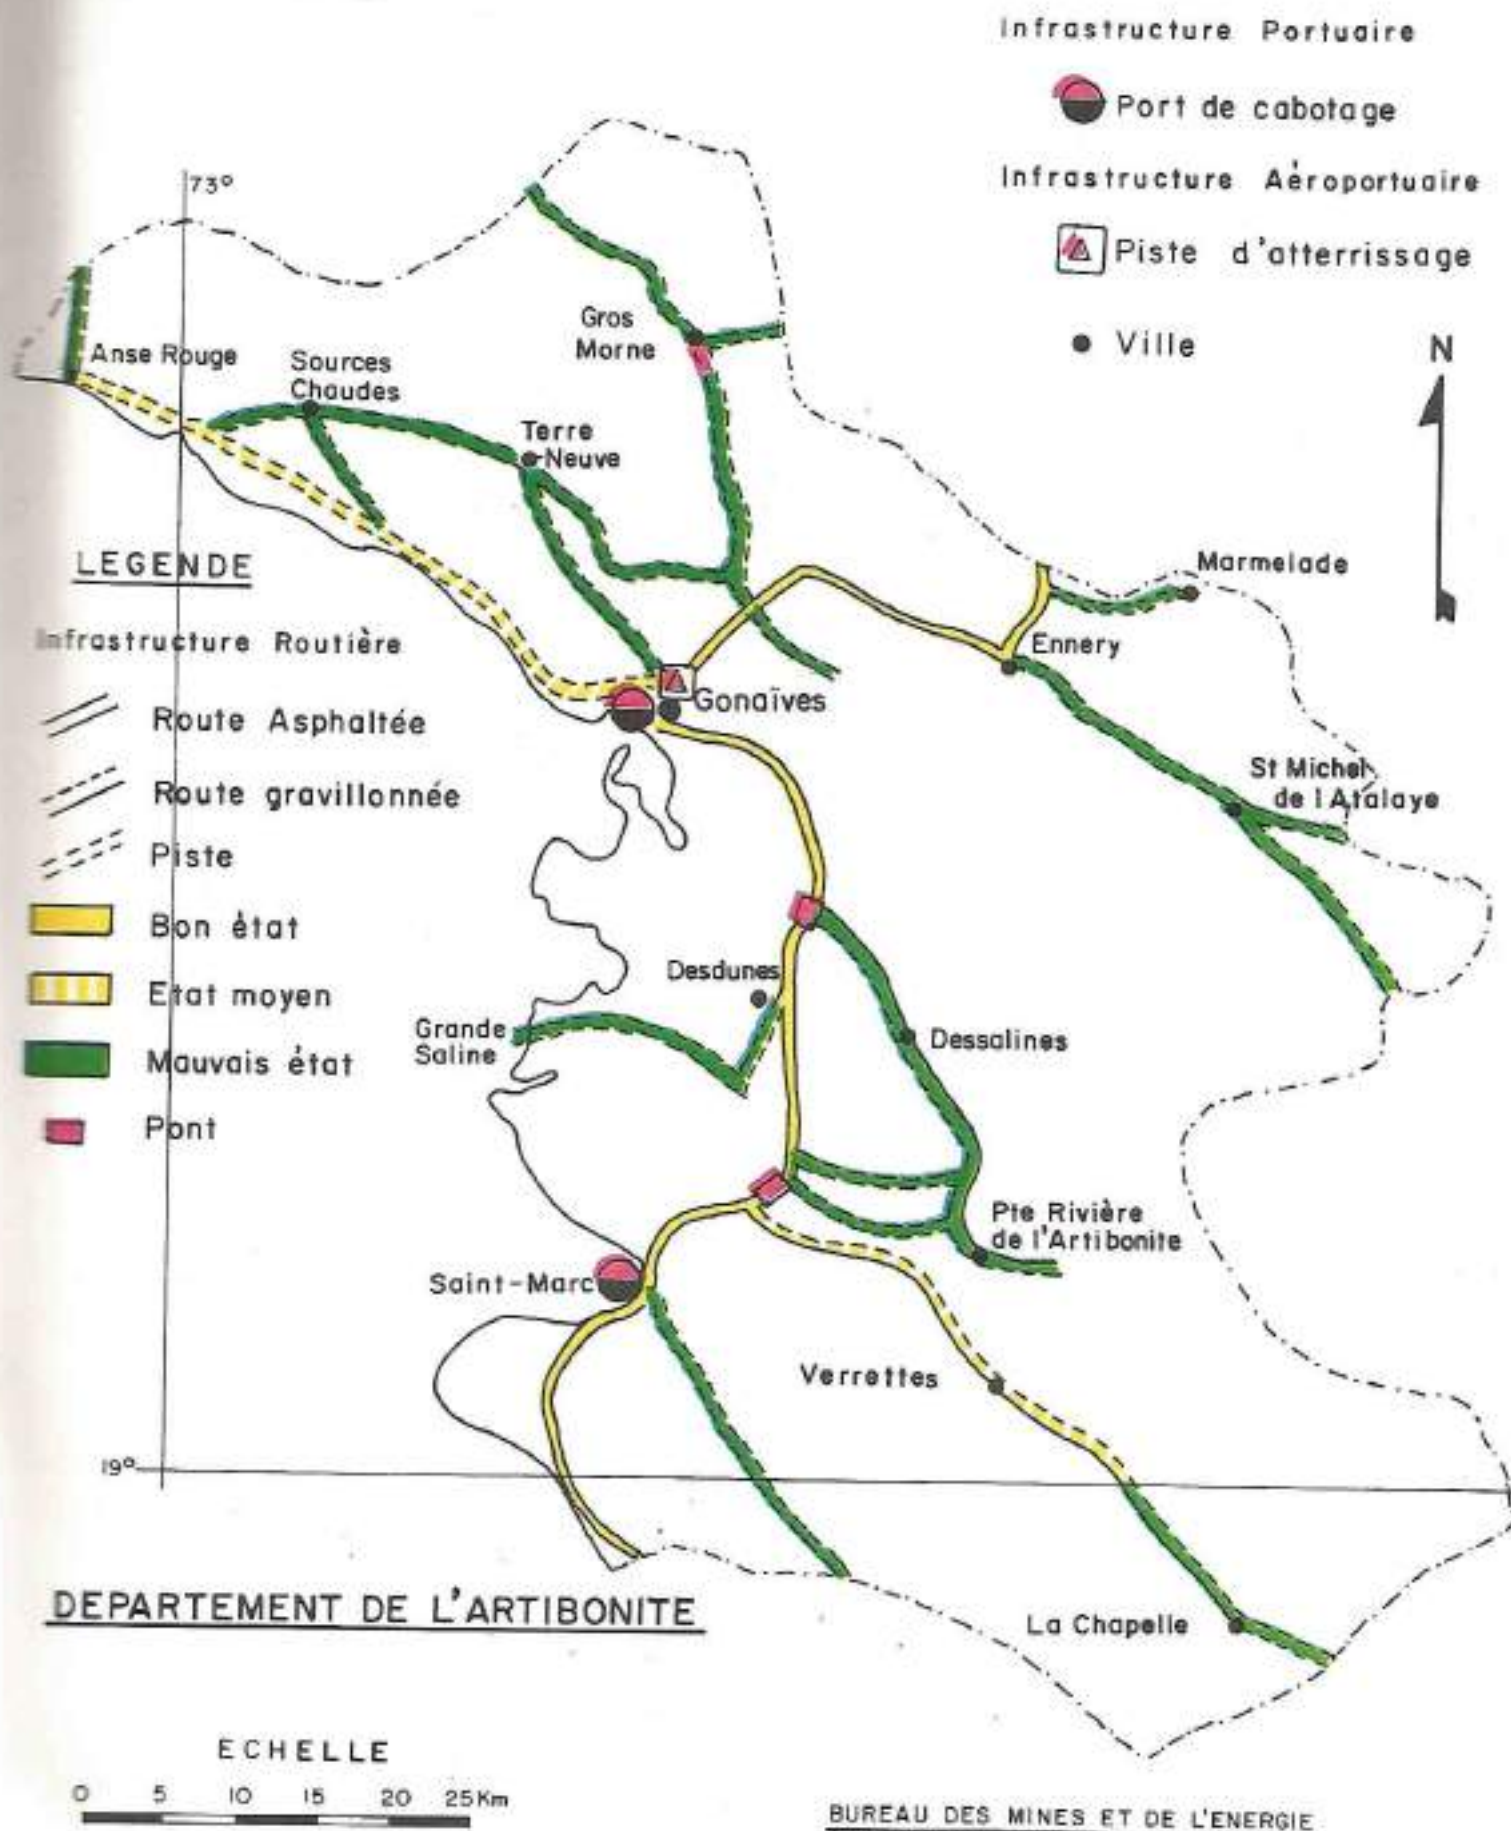 Infrastructure Portuaire
Port de cabotage
Infrastructure Aéroportuaire
Piste d'atterrissage
Ville
N
73°
Anse Rouge
Sources
Chaudes
Gros
Morne
Terre
Neuve
Marmelade
Ennery
Gonaïves
St Michel
de l Atalaye
LEGENDE
Infrastructure Routière
Route Asphaltée
Route gravillonnée
Piste
Bon état
Etat moyen
Mauvais état
Pont
Desdunes
Grande
Saline
Dessalines
Pte Rivière
de l'Artibonite
Saint-Marc
Verrettes
19°
La Chapelle
DEPARTEMENT DE L'ARTIBONITE
ECHELLE
0 5 10 15 20 25 Km
BUREAU DES MINES ET DE L'ENERGIE